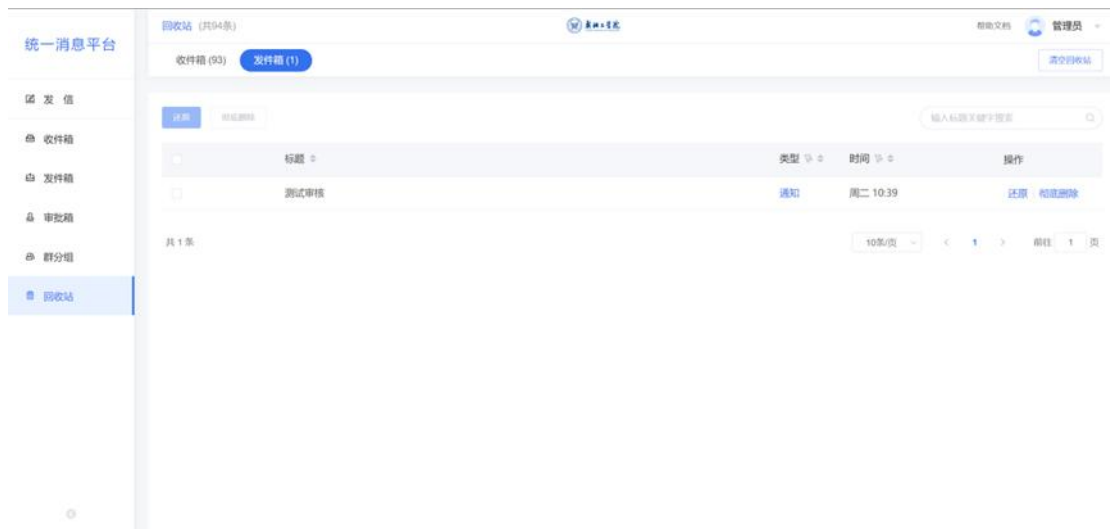 统一消息平台
回收站 (共94条)
帮助文档
管理员
收件箱 (93)
发件箱 (1)
清空回收站
发 信
收件箱
发件箱
审批箱
群分组
回收站
还原
彻底删除
输入标题关键字搜索
标题
类型
时间
操作
测试审核
通知
周二 10:39
还原
彻底删除
共 1 条
10条/页
1
前往 1 页